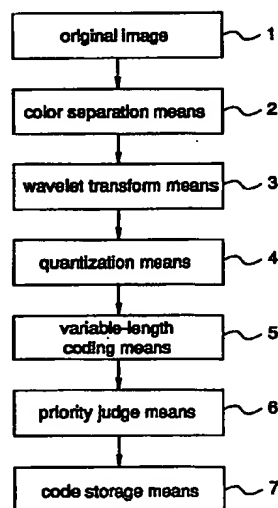 original image 1
color separation means 2
wavelet transform means 3
quantization means 4
variable-length
coding means 5
priority judge means 6
code storage means 7